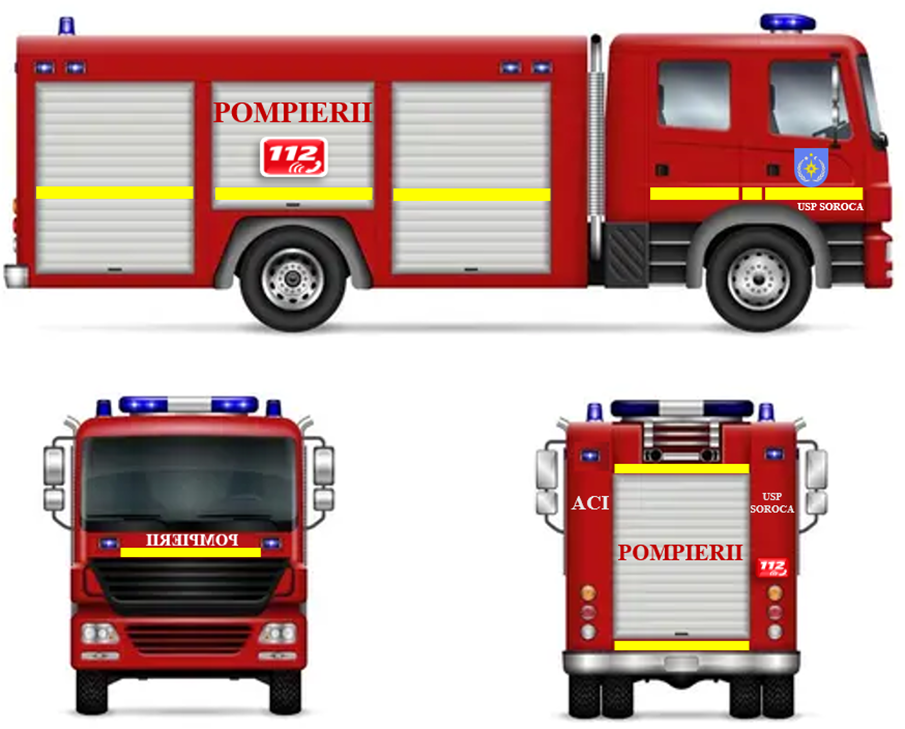 POMPIERII
112
USP SOROCA
POMPIERII
ACI
USP
SOROCA
POMPIERII
112